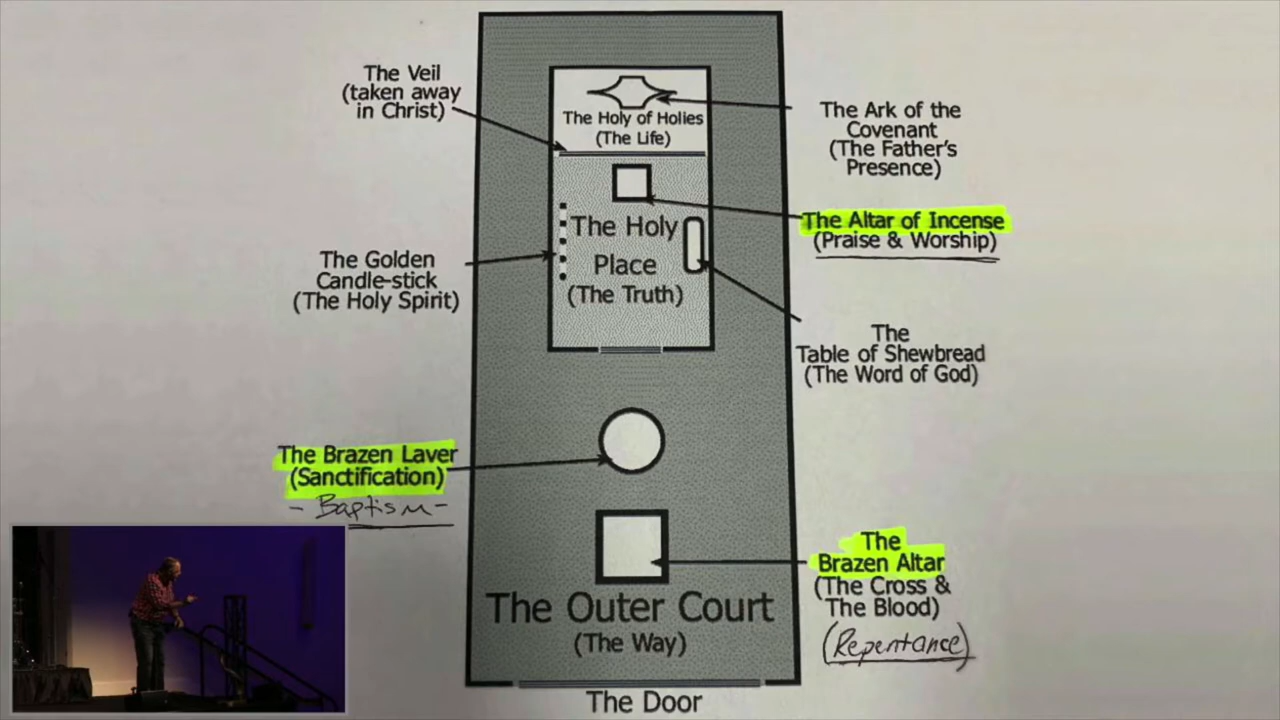 The Veil
(taken away
in Christ)
The Ark of the
Covenant
(The Father's
Presence)
The Holy of Holies
(The Life)
The Altar of Incense
(Praise & Worship)
The Golden
Candle-stick
(The Holy Spirit)
The Holy
Place
(The Truth)
The
Table of Shewbread
(The Word of God)
The Brazen Laver
(Sanctification)
- Baptism -
The
Brazen Altar
(The Cross &
The Blood)
(Repentance)
The Outer Court
(The Way)
The Door